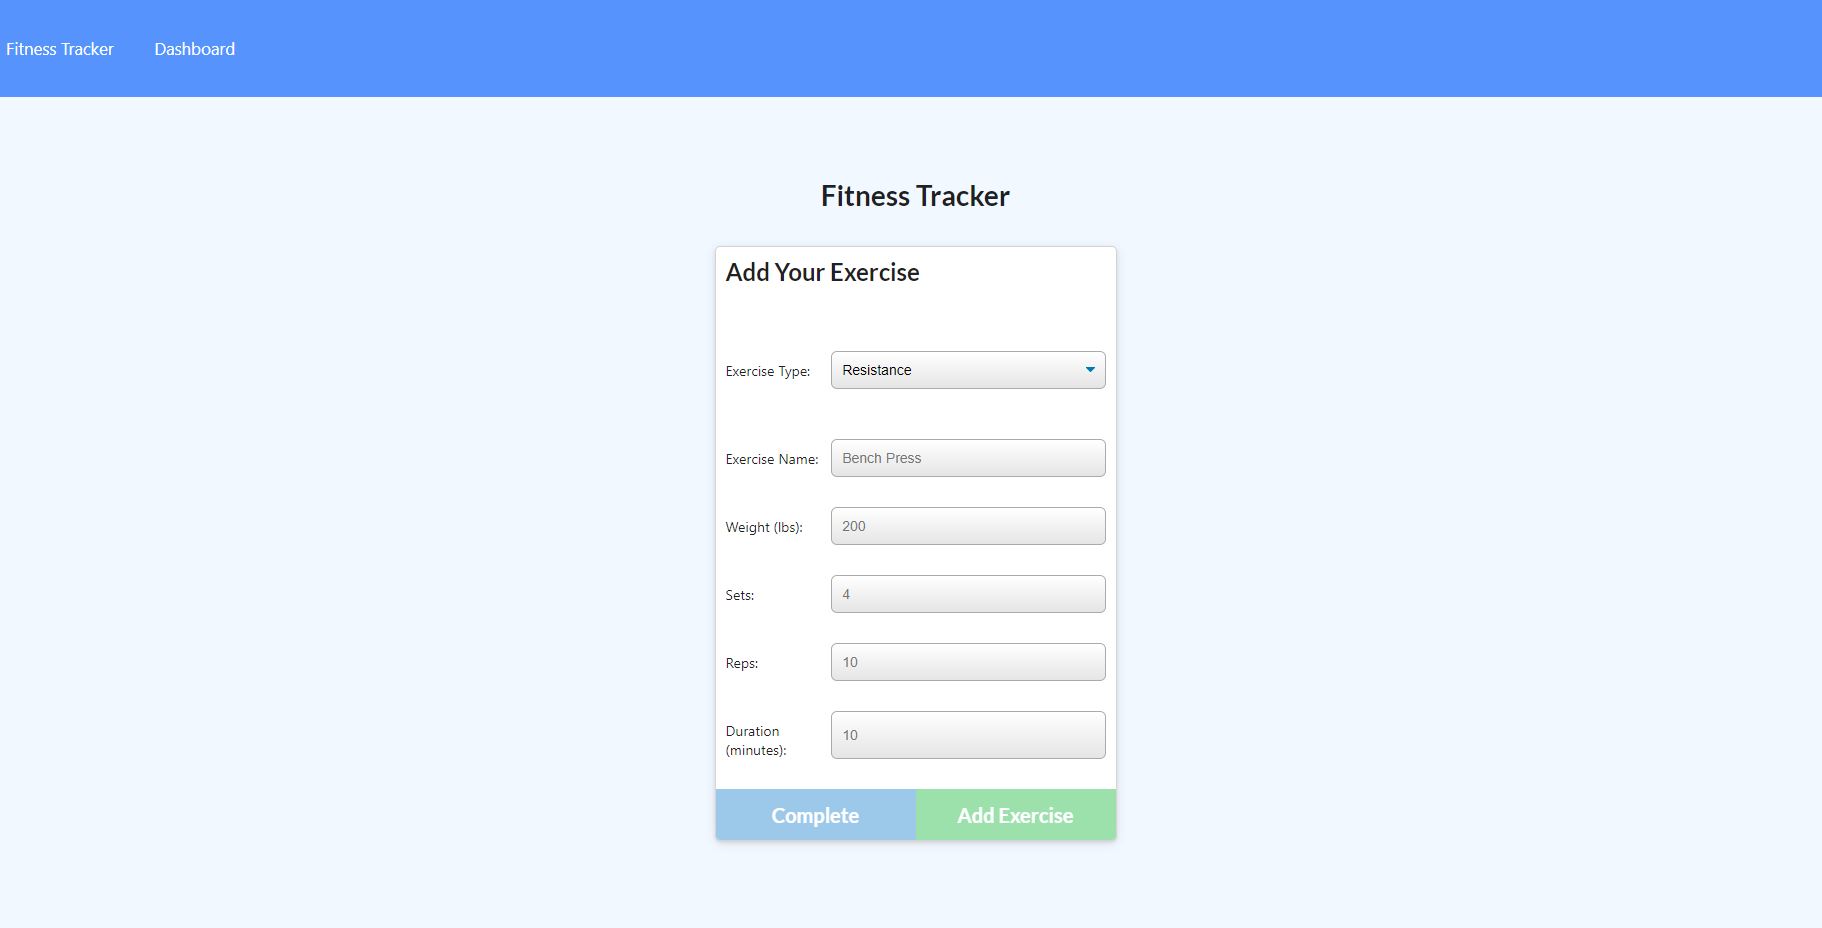 Fitness Tracker Dashboard
Fitness Tracker
Add Your Exercise
Exercise Type: Resistance
Exercise Name: Bench Press
Weight (lbs): 200
Sets: 4
Reps: 10
Duration (minutes): 10
Complete Add Exercise